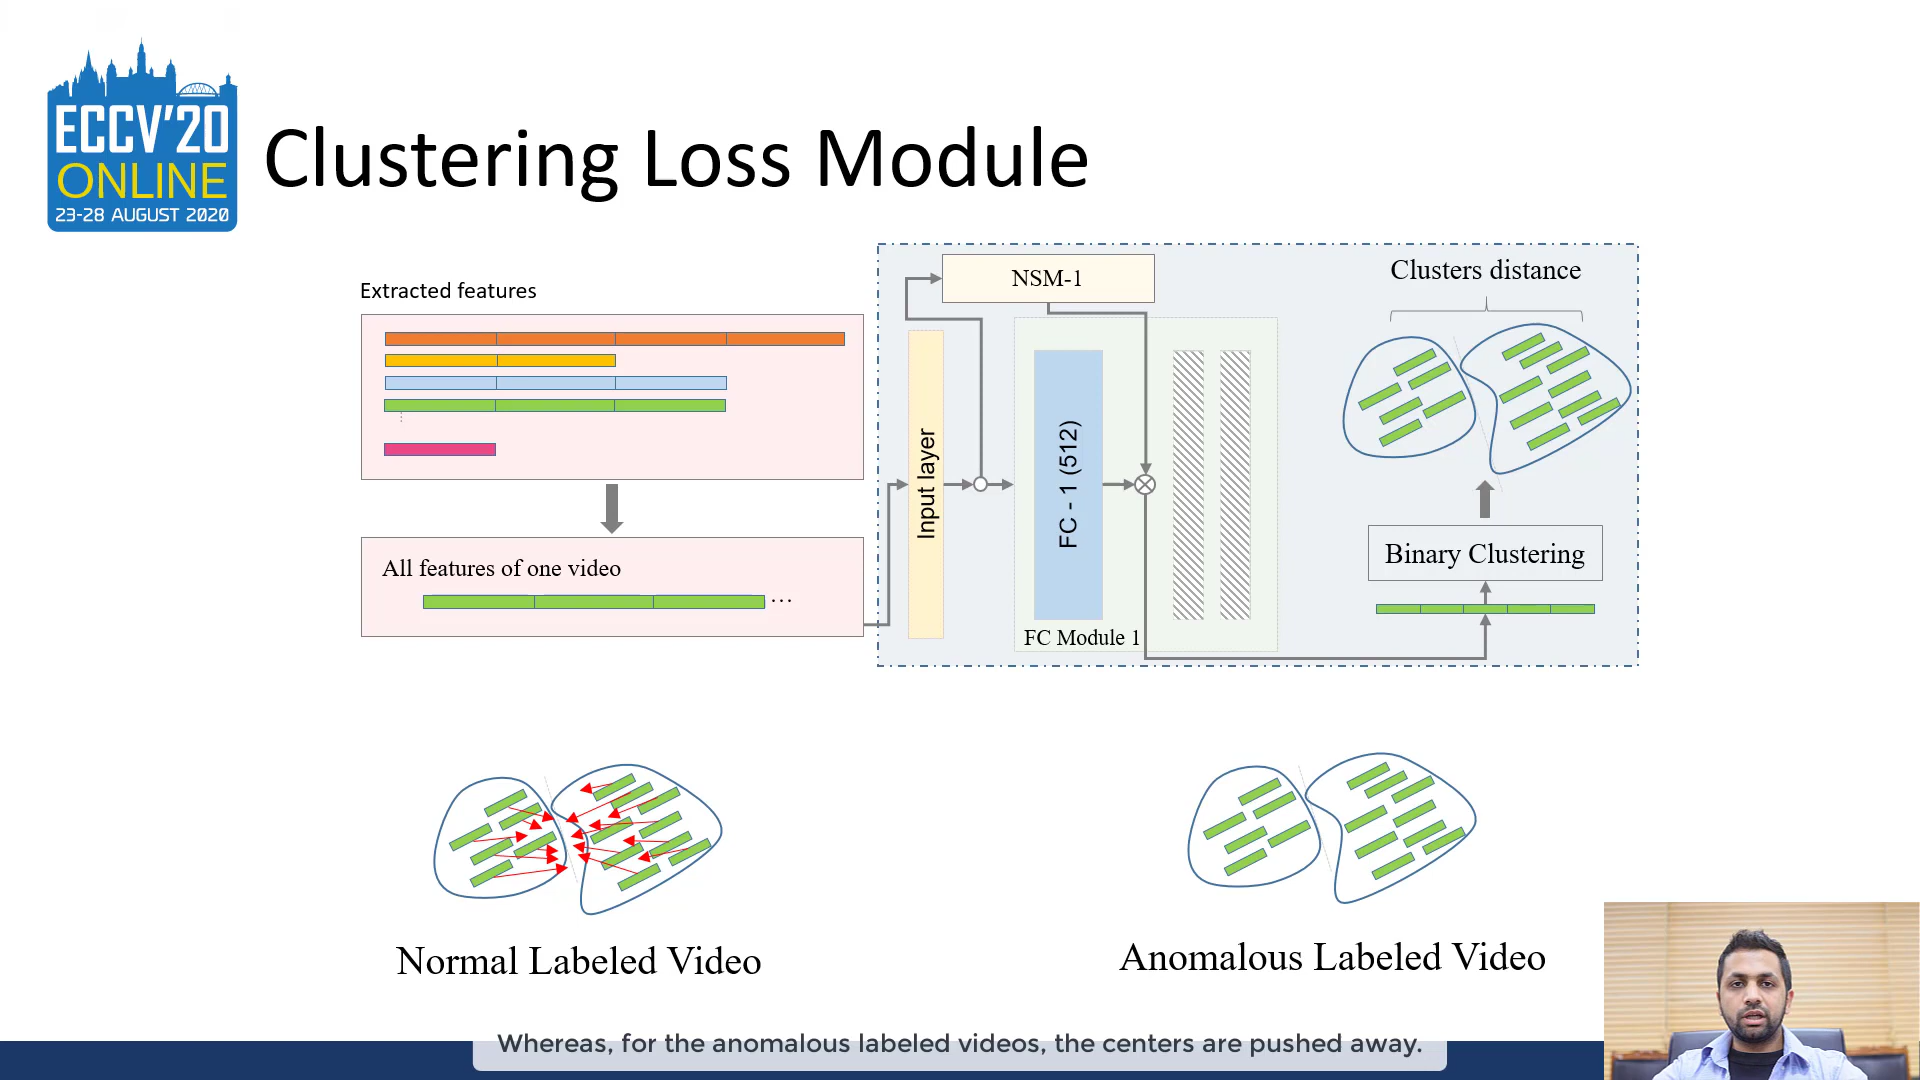 ECCV'20
ONLINE
23-28 AUGUST 2020
Clustering Loss Module
Extracted features
All features of one video
...
NSM-1
Input layer
FC - 1 (512)
FC Module 1
Clusters distance
Binary Clustering
Normal Labeled Video
Anomalous Labeled Video
Whereas, for the anomalous labeled videos, the centers are pushed away.